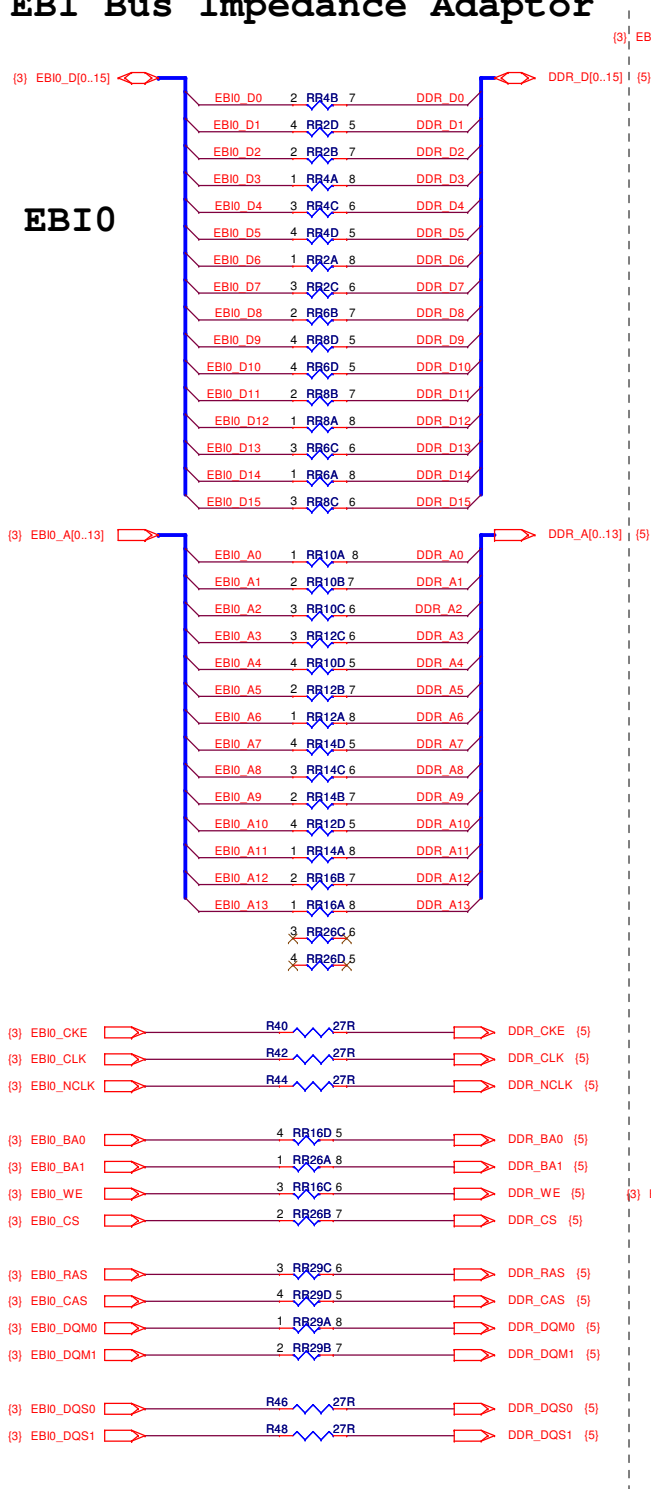 EBI Bus Impedance Adaptor
{3} EB
{3} EBI0_D[0..15] DDR_D[0..15] {5}
EBI0_D0 2 RR4B 7 DDR_D0
EBI0_D1 4 RR2D 5 DDR_D1
EBI0_D2 2 RR2B 7 DDR_D2
EBI0_D3 1 RR4A 8 DDR_D3
EBI0_D4 3 RR4C 6 DDR_D4
EBI0
EBI0_D5 4 RR4D 5 DDR_D5
EBI0_D6 1 RR2A 8 DDR_D6
EBI0_D7 3 RR2C 6 DDR_D7
EBI0_D8 2 RR6B 7 DDR_D8
EBI0_D9 4 RR8D 5 DDR_D9
EBI0_D10 4 RR6D 5 DDR_D10
EBI0_D11 2 RR8B 7 DDR_D11
EBI0_D12 1 RR8A 8 DDR_D12
EBI0_D13 3 RR6C 6 DDR_D13
EBI0_D14 1 RR6A 8 DDR_D14
EBI0_D15 3 RR8C 6 DDR_D15
{3} EBI0_A[0..13] DDR_A[0..13] {5}
EBI0_A0 1 RR10A 8 DDR_A0
EBI0_A1 2 RR10B 7 DDR_A1
EBI0_A2 3 RR10C 6 DDR_A2
EBI0_A3 3 RR12C 6 DDR_A3
EBI0_A4 4 RR10D 5 DDR_A4
EBI0_A5 2 RR12B 7 DDR_A5
EBI0_A6 1 RR12A 8 DDR_A6
EBI0_A7 4 RR14D 5 DDR_A7
EBI0_A8 3 RR14C 6 DDR_A8
EBI0_A9 2 RR14B 7 DDR_A9
EBI0_A10 4 RR12D 5 DDR_A10
EBI0_A11 1 RR14A 8 DDR_A11
EBI0_A12 2 RR16B 7 DDR_A12
EBI0_A13 1 RR16A 8 DDR_A13
3 RR26C 6
4 RR26D 5
{3} EBI0_CKE R40 27R DDR_CKE {5}
{3} EBI0_CLK R42 27R DDR_CLK {5}
{3} EBI0_NCLK R44 27R DDR_NCLK {5}
{3} EBI0_BA0 4 RR16D 5 DDR_BA0 {5}
{3} EBI0_BA1 1 RR26A 8 DDR_BA1 {5}
{3} EBI0_WE 3 RR16C 6 DDR_WE {5} {3}
{3} EBI0_CS 2 RR26B 7 DDR_CS {5}
{3} EBI0_RAS 3 RR29C 6 DDR_RAS {5}
{3} EBI0_CAS 4 RR29D 5 DDR_CAS {5}
{3} EBI0_DQM0 1 RR29A 8 DDR_DQM0 {5}
{3} EBI0_DQM1 2 RR29B 7 DDR_DQM1 {5}
{3} EBI0_DQS0 R46 27R DDR_DQS0 {5}
{3} EBI0_DQS1 R48 27R DDR_DQS1 {5}